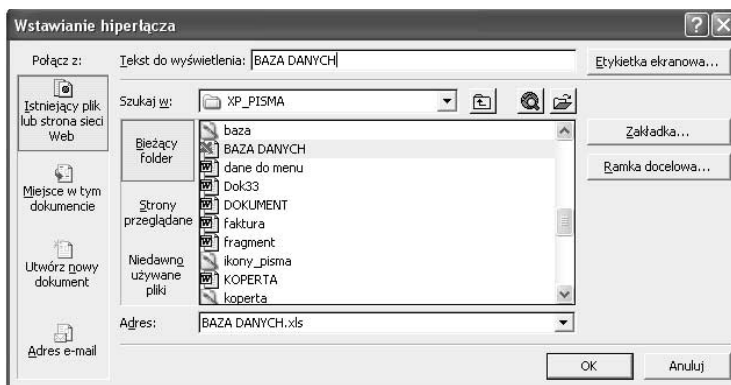 Wstawianie hiperłącza
Połącz z:
Tekst do wyświetlenia: BAZA DANYCH
Etykietka ekranowa...
Istniejący plik
lub strona sieci
Web
Szukaj w:
XP_PISMA
Bieżący
folder
baza
BAZA DANYCH
dane do menu
Dok33
DOKUMENT
faktura
fragment
ikony_pisma
KOPERTA
koperta
Zakładka...
Ramka docelowa...
Miejsce w tym
dokumencie
Strony
przeglądane
Utwórz nowy
dokument
Niedawno
używane
pliki
Adres e-mail
Adres:
BAZA DANYCH.xls
OK
Anuluj